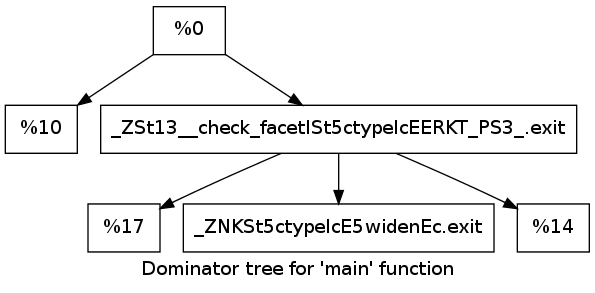 %0
%10
_ZSt13__check_facetISt5ctypeIcEERKT_PS3_.exit
%17
_ZNKSt5ctypeIcE5widenEc.exit
%14
Dominator tree for 'main' function